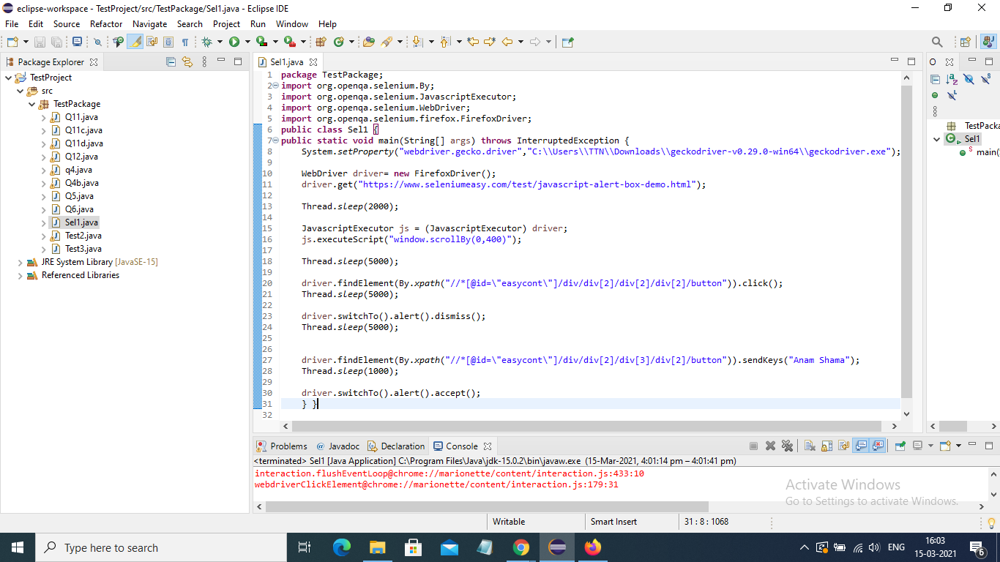 eclipse-workspace - TestProject/src/TestPackage/Sel1.java - Eclipse IDE
File Edit Source Refactor Navigate Search Project Run Window Help
Package Explorer
TestProject
src
TestPackage
Q11.java
Q11c.java
Q11d.java
Q12.java
q4.java
Q4b.java
Q5.java
Q6.java
Sel1.java
Test2.java
Test3.java
JRE System Library [JavaSE-15]
Referenced Libraries
Sel1.java
1 package TestPackage;
2 import org.openqa.selenium.By;
3 import org.openqa.selenium.JavascriptExecutor;
4 import org.openqa.selenium.WebDriver;
5 import org.openqa.selenium.firefox.FirefoxDriver;
6 public class Sel1 {
7 public static void main(String[] args) throws InterruptedException {
8 System.setProperty("webdriver.gecko.driver","C:\\Users\\TTN\\Downloads\\geckodriver-v0.29.0-win64\\geckodriver.exe");
9
10 WebDriver driver= new FirefoxDriver();
11 driver.get("https://www.seleniumeasy.com/test/javascript-alert-box-demo.html");
12
13 Thread.sleep(2000);
14
15 JavascriptExecutor js = (JavascriptExecutor) driver;
16 js.executeScript("window.scrollBy(0,400)");
17
18 Thread.sleep(5000);
19
20 driver.findElement(By.xpath("//*[@id=\"easycont\"]/div/div[2]/div[2]/div[2]/button")).click();
21 Thread.sleep(5000);
22
23 driver.switchTo().alert().dismiss();
24 Thread.sleep(5000);
25
26
27 driver.findElement(By.xpath("//*[@id=\"easycont\"]/div/div[2]/div[3]/div[2]/button")).sendKeys("Anam Shama");
28 Thread.sleep(1000);
29
30 driver.switchTo().alert().accept();
31 } }
32
O
TestPacka
Sel1
main(
Problems @ Javadoc Declaration Console
<terminated> Sel1 [Java Application] C:\Program Files\Java\jdk-15.0.2\bin\javaw.exe (15-Mar-2021, 4:01:14 pm – 4:01:41 pm)
interaction.flushEventLoop@chrome://marionette/content/interaction.js:433:10
webdriverClickElement@chrome://marionette/content/interaction.js:179:31
Activate Windows
Go to Settings to activate Windows.
Writable Smart Insert 31 : 8 : 1068
Type here to search
ENG
16:03
15-03-2021
6